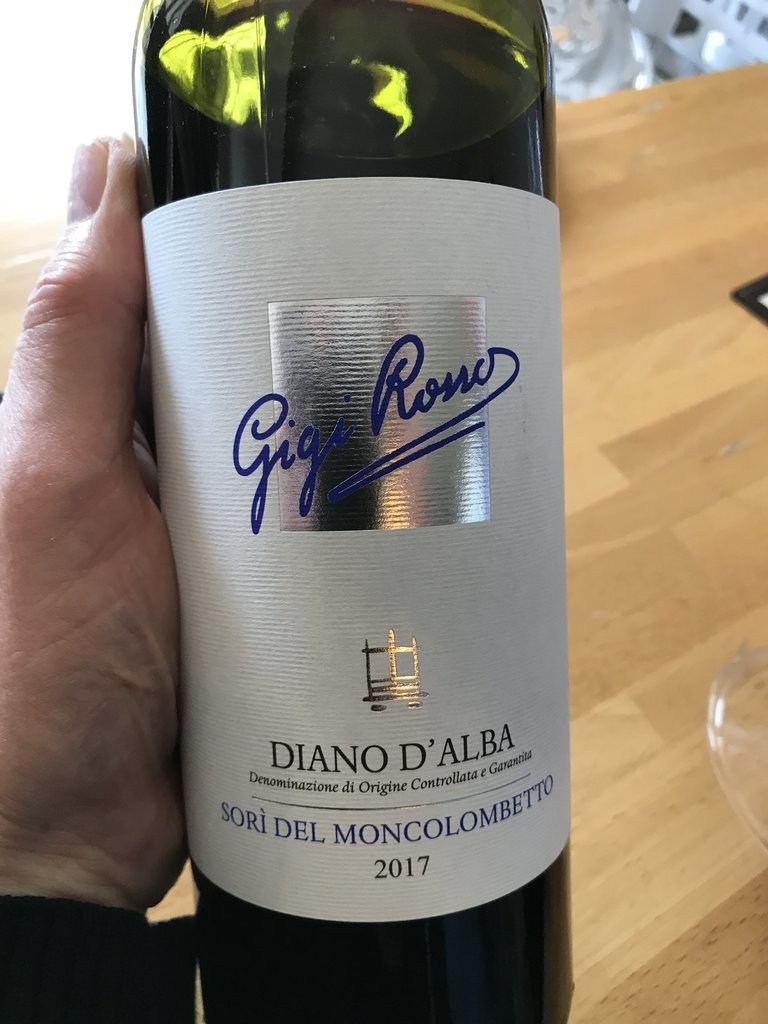 Gigi Rosso
DIANO D'ALBA
Denominazione di Origine Controllata e Garantita
SORÌ DEL MONCOLOMBETTO
2017